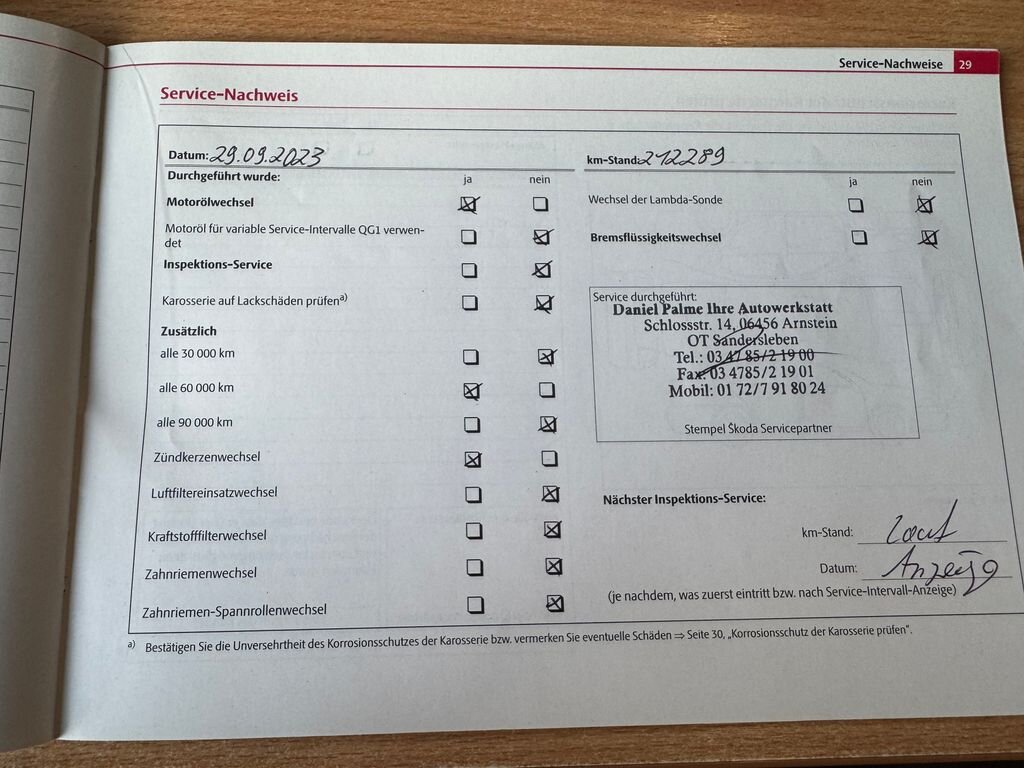 Service-Nachweise 29
Service-Nachweis
Datum: 29.09.2023
km-Stand: 212289
Durchgeführt wurde:
ja nein
ja nein
Motorölwechsel
Wechsel der Lambda-Sonde
Motoröl für variable Service-Intervalle QG1 verwen-
det
Bremsflüssigkeitswechsel
Inspektions-Service
Karosserie auf Lackschäden prüfen a)
Zusätzlich
alle 30 000 km
alle 60 000 km
alle 90 000 km
Zündkerzenwechsel
Luftfiltereinsatzwechsel
Kraftstofffilterwechsel
Zahnriemenwechsel
Zahnriemen-Spannrollenwechsel
Service durchgeführt:
Daniel Palme Ihre Autowerkstatt
Schlossstr. 14, 06456 Arnstein
OT Sandersleben
Tel.: 03 47 85/2 19 00
Fax: 03 4785/2 19 01
Mobil: 01 72/7 91 80 24
Stempel Škoda Servicepartner
Nächster Inspektions-Service:
km-Stand: laut
Datum: Anzeige
(je nachdem, was zuerst eintritt bzw. nach Service-Intervall-Anzeige)
a) Bestätigen Sie die Unversehrtheit des Korrosionsschutzes der Karosserie bzw. vermerken Sie eventuelle Schäden ⇒ Seite 30, „Korrosionsschutz der Karosserie prüfen“.